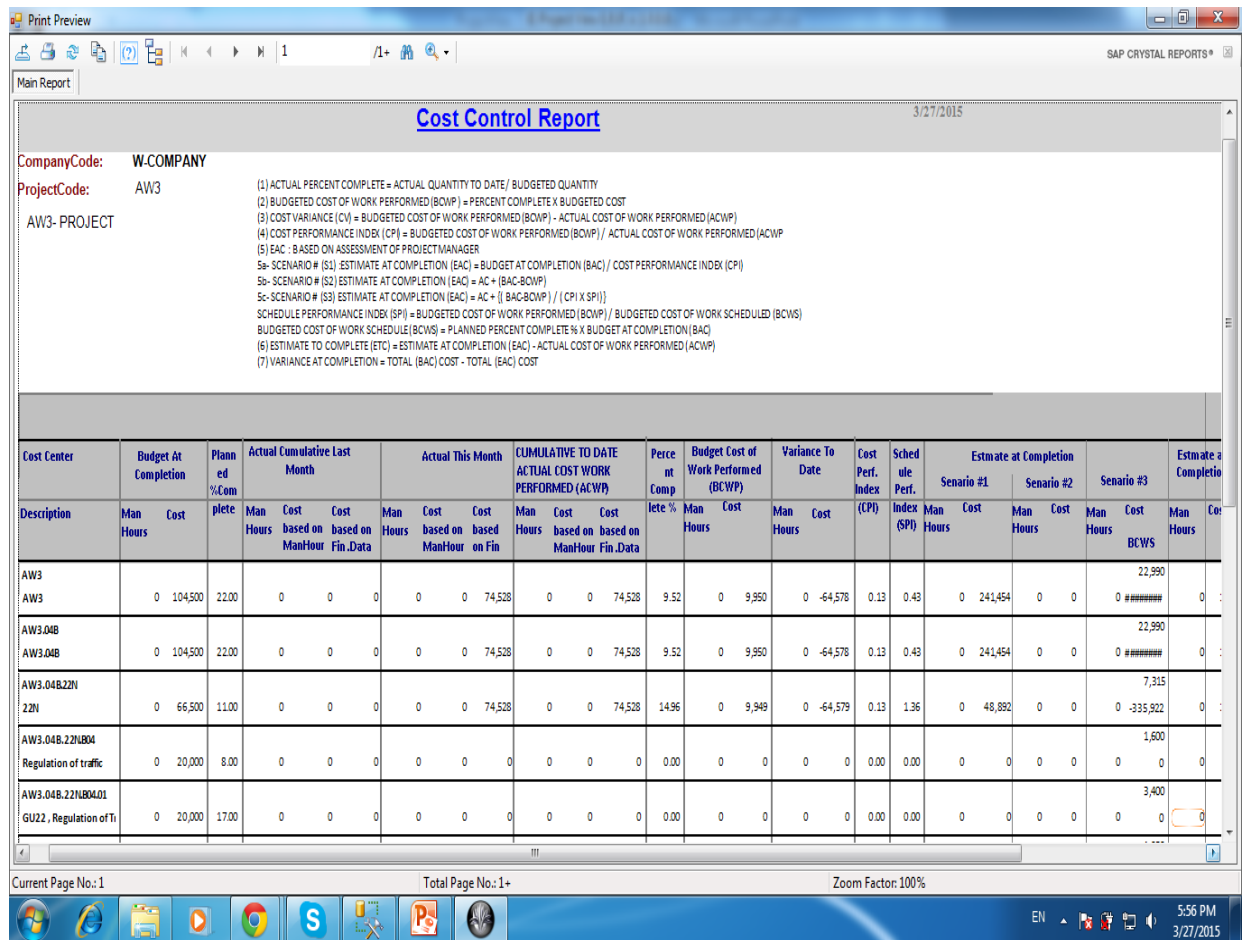 Print Preview
1 /1+ SAP CRYSTAL REPORTS®
Main Report
Cost Control Report 3/27/2015
CompanyCode: W-COMPANY
ProjectCode: AW3
AW3- PROJECT
(1) ACTUAL PERCENT COMPLETE = ACTUAL QUANTITY TO DATE/ BUDGETED QUANTITY
(2) BUDGETED COST OF WORK PERFORMED (BCWP ) = PERCENT COMPLETE X BUDGETED COST
(3) COST VARIANCE (CV) = BUDGETED COST OF WORK PERFORMED (BCWP) - ACTUAL COST OF WORK PERFORMED (ACWP)
(4) COST PERFORMANCE INDEX (CPI) = BUDGETED COST OF WORK PERFORMED (BCWP) / ACTUAL COST OF WORK PERFORMED (ACWP
(5) EAC : BASED ON ASSESSMENT OF PROJECT MANAGER
5a- SCENARIO # (S1) :ESTIMATE AT COMPLETION (EAC) = BUDGET AT COMPLETION (BAC) / COST PERFORMANCE INDEX (CPI)
5b- SCENARIO # (S2) ESTIMATE AT COMPLETION (EAC) = AC + (BAC-BCWP)
5c- SCENARIO # (S3) ESTIMATE AT COMPLETION (EAC) = AC + {( BAC-BCWP ) / ( CPI X SPI)}
SCHEDULE PERFORMANCE INDEX (SPI) = BUDGETED COST OF WORK PERFORMED (BCWP) / BUDGETED COST OF WORK SCHEDULED (BCWS)
BUDGETED COST OF WORK SCHEDULE (BCWS) = PLANNED PERCENT COMPLETE % X BUDGET AT COMPLETION (BAC)
(6) ESTIMATE TO COMPLETE (ETC) = ESTIMATE AT COMPLETION (EAC) - ACTUAL COST OF WORK PERFORMED (ACWP)
(7) VARIANCE AT COMPLETION = TOTAL (BAC) COST - TOTAL (EAC) COST
Cost Center Budget At Plann Actual Cumulative Last Actual This Month CUMULATIVE TO DATE Perce Budget Cost of Variance To Cost Sched Estmate at Completion Estmate a
Completion ed Month ACTUAL COST WORK nt Work Performed Date Perf. ule Senario #1 Senario #2 Senario #3 Completio
%Com PERFORMED (ACWP) Comp (BCWP) Index Perf.
Description Man Cost plete Man Cost Cost Man Cost Cost Man Cost Cost lete % Man Cost Man Cost (CPI) Index Man Cost Man Cost Man Cost Man Cos
Hours Hours based on based on Hours based on based Hours based on based on Hours Hours (SPI) Hours Hours Hours BCWS Hours
ManHour Fin .Data ManHour on Fin ManHour Fin .Data
AW3 22,990
AW3 0 104,500 22.00 0 0 0 0 0 74,528 0 0 74,528 9.52 0 9,950 0 -64,578 0.13 0.43 0 241,454 0 0 0 ######## 0
AW3.04B 22,990
AW3.04B 0 104,500 22.00 0 0 0 0 0 74,528 0 0 74,528 9.52 0 9,950 0 -64,578 0.13 0.43 0 241,454 0 0 0 ######## 0
AW3.04B.22N 7,315
22N 0 66,500 11.00 0 0 0 0 0 74,528 0 0 74,528 14.96 0 9,949 0 -64,579 0.13 1.36 0 48,892 0 0 0 -335,922 0
AW3.04B.22N.B04 1,600
Regulation of traffic 0 20,000 8.00 0 0 0 0 0 0 0 0 0 0.00 0 0 0 0 0.00 0.00 0 0 0 0 0 0 0
AW3.04B.22N.B04.01 3,400
GU22 , Regulation of Tr 0 20,000 17.00 0 0 0 0 0 0 0 0 0 0.00 0 0 0 0 0.00 0.00 0 0 0 0 0 0 0
Current Page No.: 1 Total Page No.: 1+ Zoom Factor: 100%
EN 5:56 PM
3/27/2015